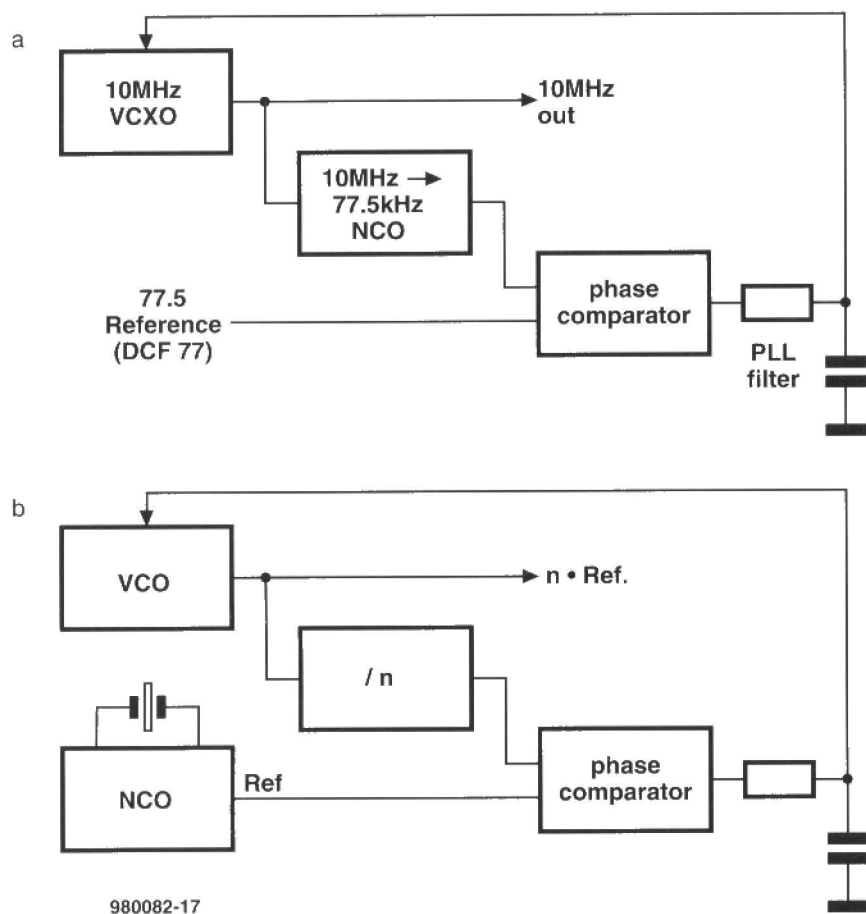 a
10MHz
VCXO
10MHz
out
10MHz →
77.5kHz
NCO
77.5
Reference
(DCF 77)
phase
comparator
PLL
filter
b
VCO
n • Ref.
/ n
NCO
Ref
phase
comparator
980082-17